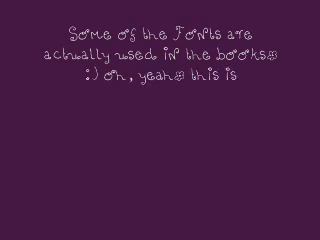 Some of the Fonts are
actually used in the books
:) oh, yeah this is